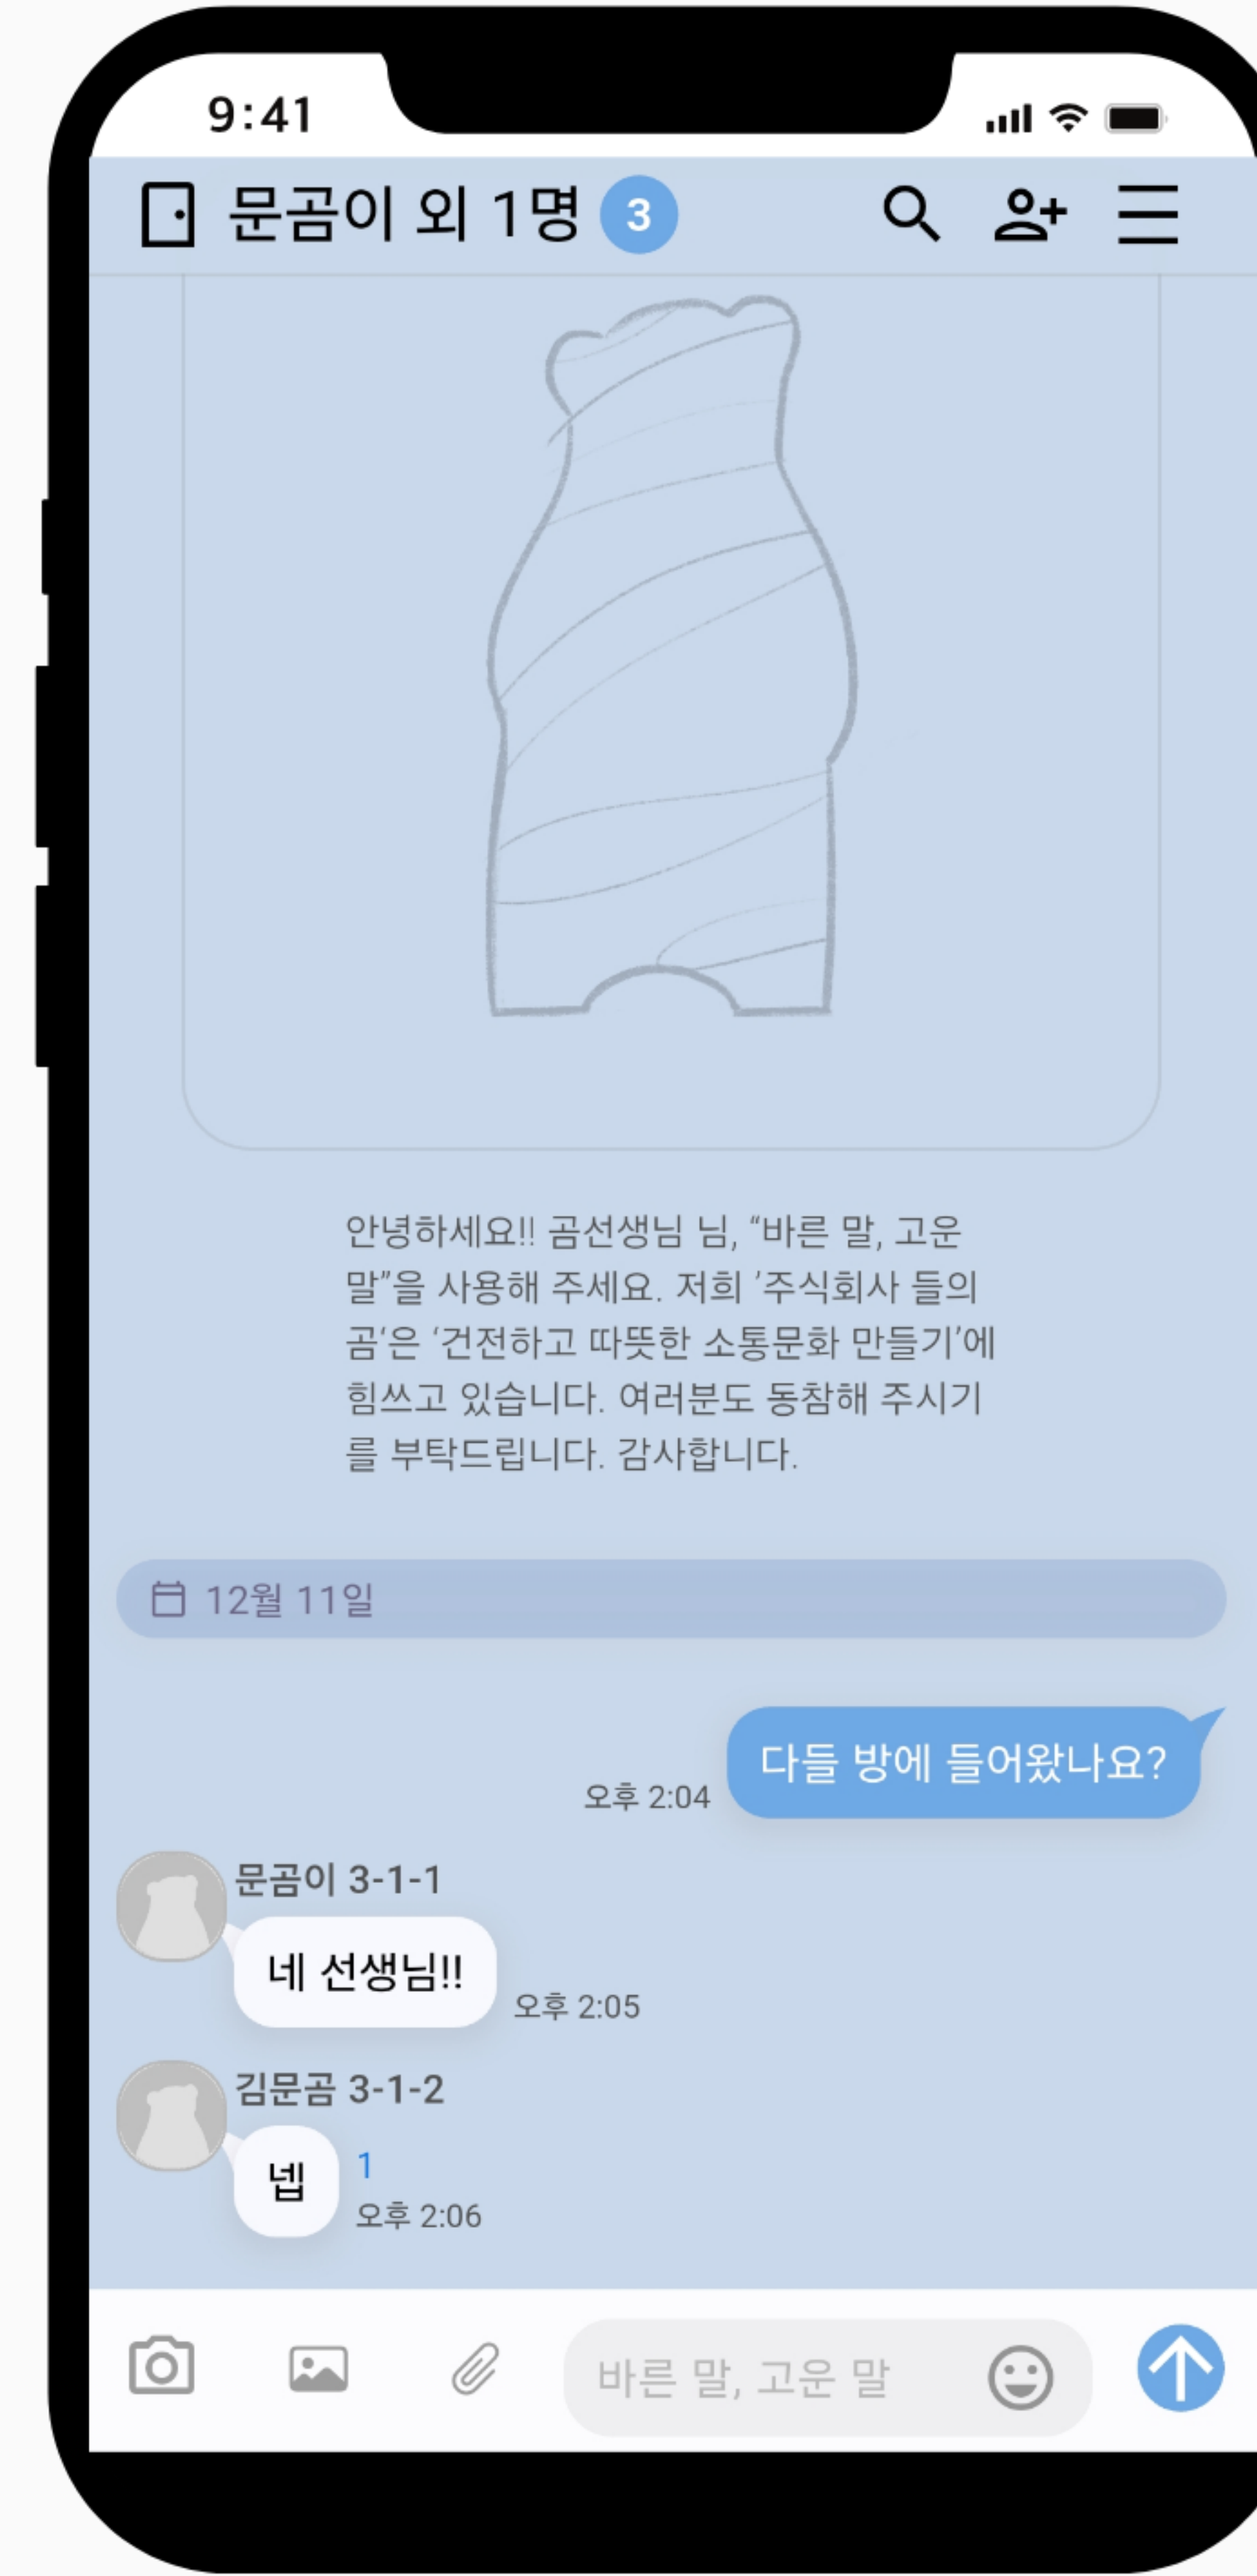 9:41
문곰이 외 1명 3
안녕하세요!! 곰선생님 님, “바른 말, 고운
말”을 사용해 주세요. 저희 ’주식회사 들의
곰‘은 ‘건전하고 따뜻한 소통문화 만들기’에
힘쓰고 있습니다. 여러분도 동참해 주시기
를 부탁드립니다. 감사합니다.
12월 11일
다들 방에 들어왔나요?
오후 2:04
문곰이 3-1-1
네 선생님!!
오후 2:05
김문곰 3-1-2
넵
1
오후 2:06
바른 말, 고운 말